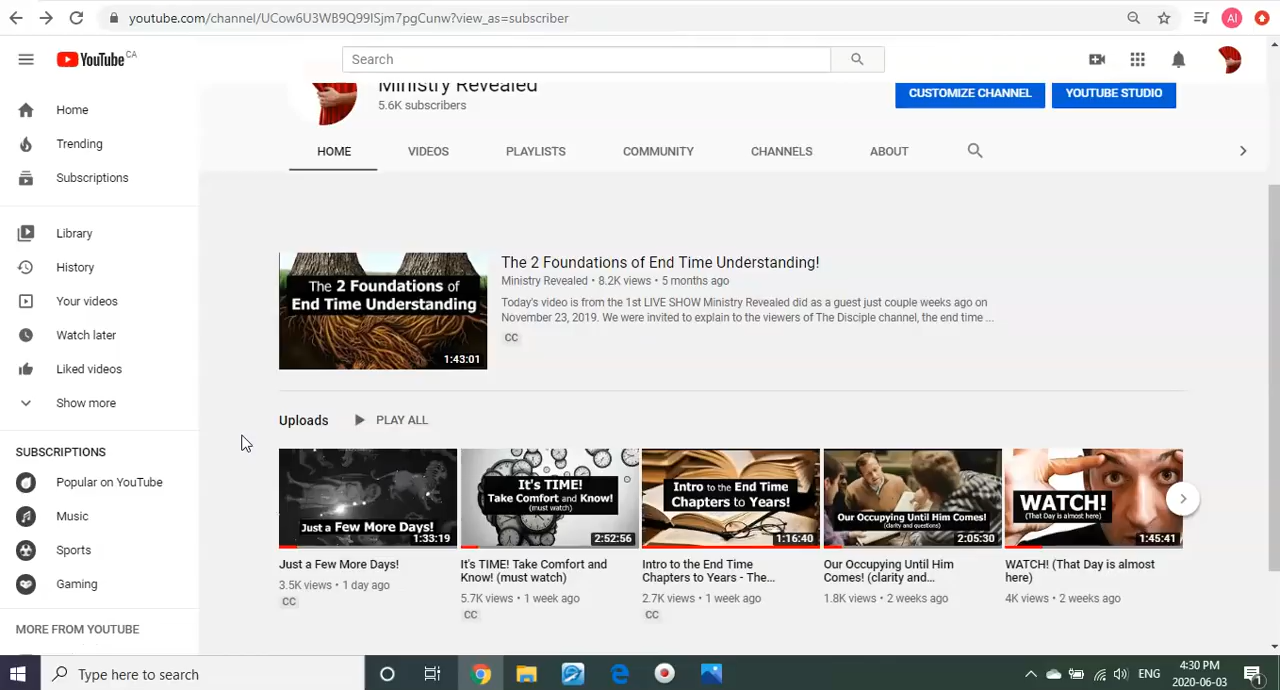 youtube.com/channel/UCow6U3WB9Q99ISjm7pgCunw?view_as=subscriber
AI
YouTube CA
Search
Ministry Revealed
5.6K subscribers
CUSTOMIZE CHANNEL
YOUTUBE STUDIO
HOME VIDEOS PLAYLISTS COMMUNITY CHANNELS ABOUT
Home
Trending
Subscriptions
Library
History
Your videos
Watch later
Liked videos
Show more
SUBSCRIPTIONS
Popular on YouTube
Music
Sports
Gaming
MORE FROM YOUTUBE
The 2 Foundations of
End Time Understanding
1:43:01
The 2 Foundations of End Time Understanding!
Ministry Revealed • 8.2K views • 5 months ago
Today's video is from the 1st LIVE SHOW Ministry Revealed did as a guest just couple weeks ago on
November 23, 2019. We were invited to explain to the viewers of The Disciple channel, the end time ...
CC
Uploads PLAY ALL
Just a Few More Days!
1:33:19
Just a Few More Days!
3.5K views • 1 day ago
CC
It's TIME!
Take Comfort and Know!
(must watch)
2:52:56
It's TIME! Take Comfort and
Know! (must watch)
5.7K views • 1 week ago
CC
Intro to the End Time
Chapters to Years!
1:16:40
Intro to the End Time
Chapters to Years - The...
2.7K views • 1 week ago
CC
Our Occupying Until Him Comes!
(clarity and questions)
2:05:30
Our Occupying Until Him
Comes! (clarity and...
1.8K views • 2 weeks ago
WATCH!
(That Day is almost here)
1:45:41
WATCH! (That Day is almost
here)
4K views • 2 weeks ago
Type here to search
ENG
4:30 PM
2020-06-03
1